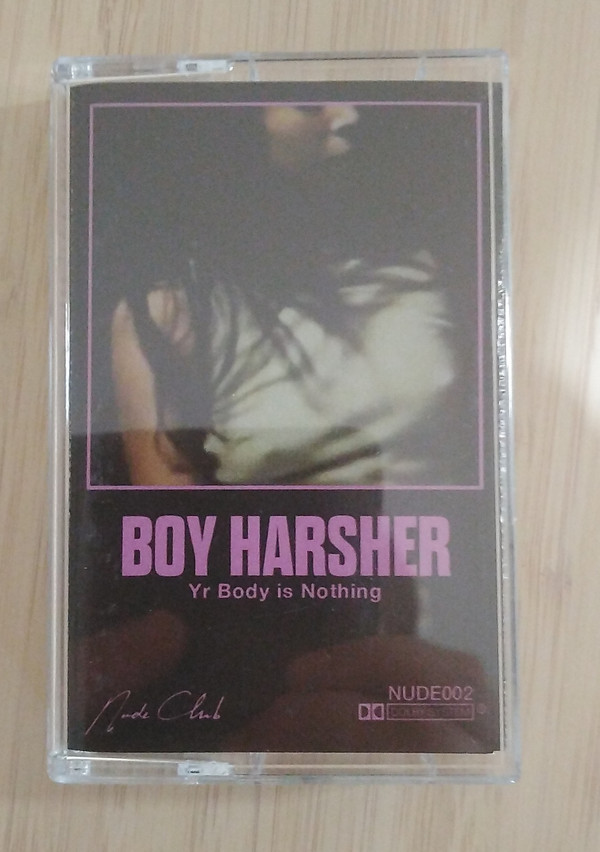 BOY HARSHER
Yr Body is Nothing
Nude Club
NUDE002
DOLBY SYSTEM ®